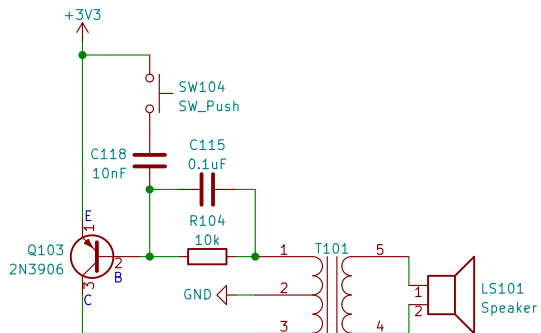 +3V3
SW104
SW_Push
C118
10nF
C115
0.1uF
R104
10k
E
1
Q103
2N3906
2
B
3
C
T101
1
5
GND
2
3
4
1
2
LS101
Speaker